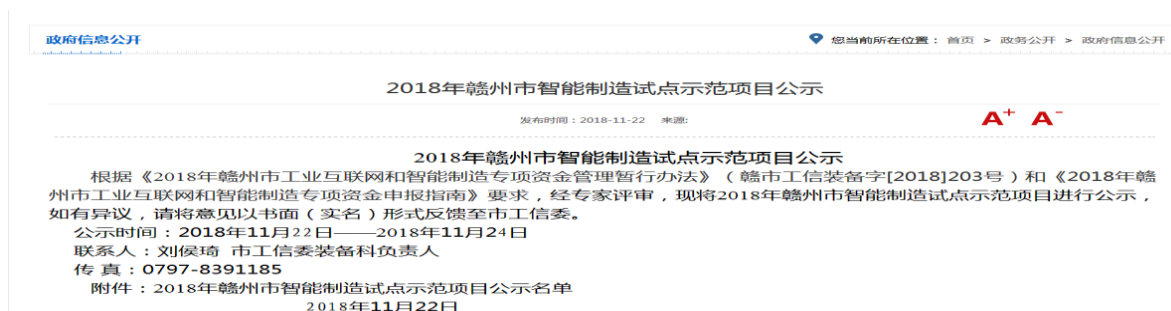 政府信息公开
您当前所在位置：首页 > 政务公开 > 政府信息公开
2018年赣州市智能制造试点示范项目公示
发布时间：2018-11-22 来源:
A+ A-
2018年赣州市智能制造试点示范项目公示
根据《2018年赣州市工业互联网和智能制造专项资金管理暂行办法》（赣市工信装备字[2018]203号）和《2018年赣
州市工业互联网和智能制造专项资金申报指南》要求，经专家评审，现将2018年赣州市智能制造试点示范项目进行公示，
如有异议，请将意见以书面（实名）形式反馈至市工信委。
公示时间：2018年11月22日——2018年11月24日
联系人：刘侯琦 市工信委装备科负责人
传 真：0797-8391185
附件：2018年赣州市智能制造试点示范项目公示名单
2018年11月22日